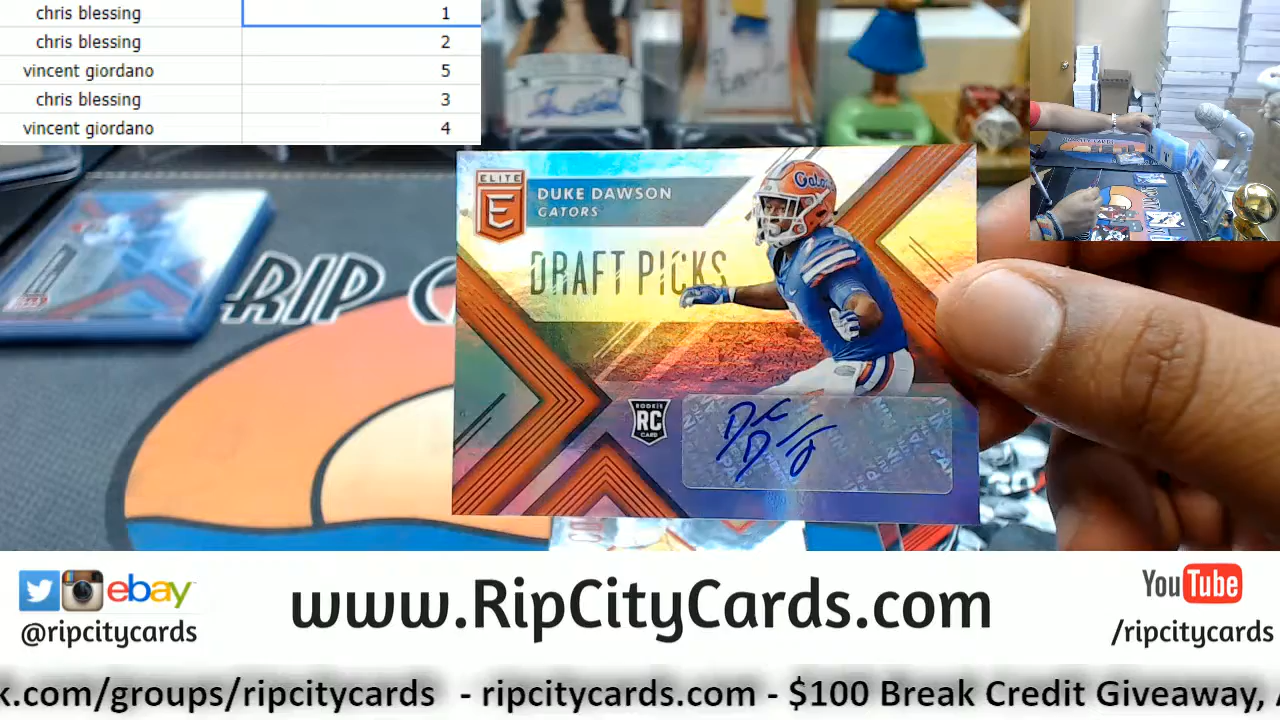 chris blessing 1
chris blessing 2
vincent giordano 5
chris blessing 3
vincent giordano 4
ELITE
E
DUKE DAWSON
GATORS
Gators
DRAFT PICKS
RIP C
ROOKIE
RC
CARD
ebay
@ripcitycards
www.RipCityCards.com
YouTube
/ripcitycards
k.com/groups/ripcitycards - ripcitycards.com - $100 Break Credit Giveaway,